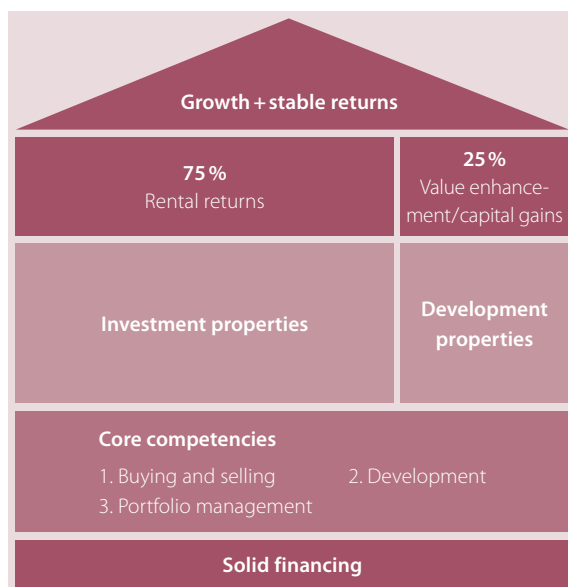 Growth + stable returns
75 %
Rental returns
25 %
Value enhance-
ment/capital gains
Investment properties
Development
properties
Core competencies
1. Buying and selling 2. Development
3. Portfolio management
Solid financing